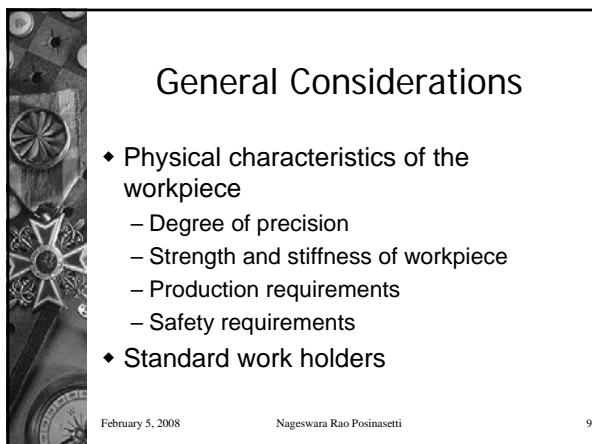 General Considerations
◆ Physical characteristics of the
workpiece
– Degree of precision
– Strength and stiffness of workpiece
– Production requirements
– Safety requirements
◆ Standard work holders
February 5, 2008 Nageswara Rao Posinasetti 9